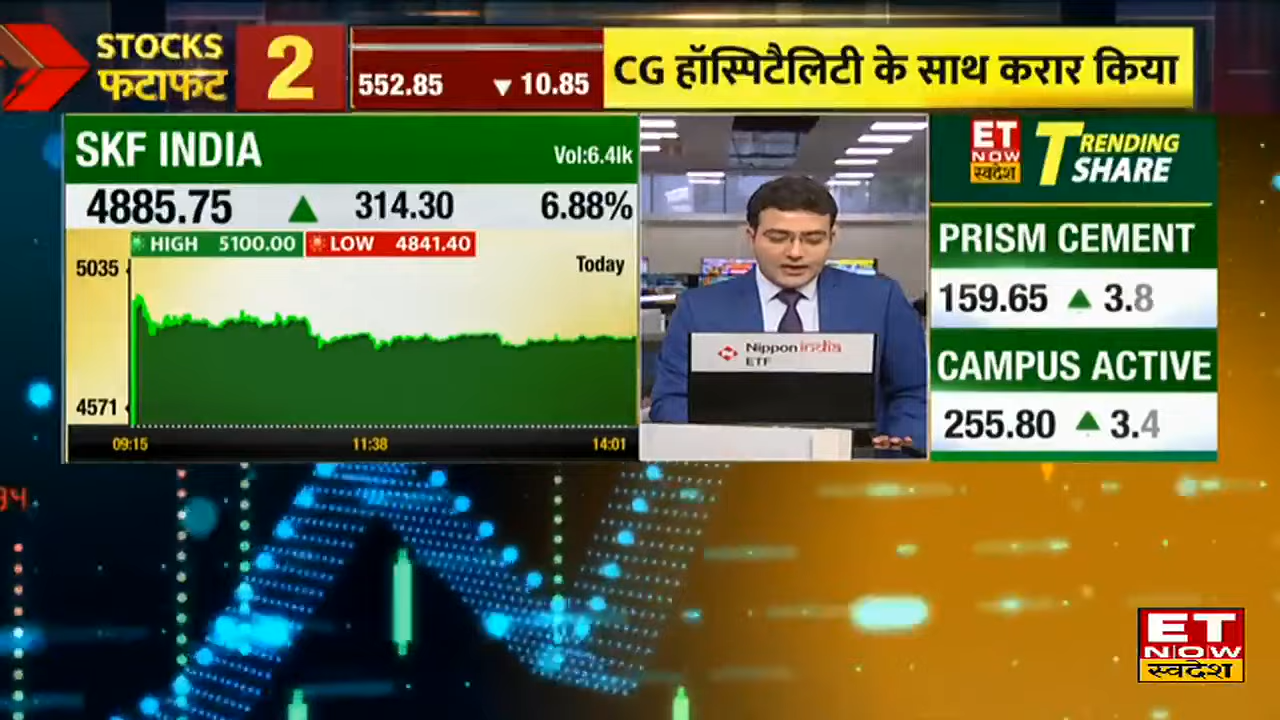 STOCKS
फटाफट
2
552.85 ▼ 10.85
CG हॉस्पिटैलिटी के साथ करार किया
SKF INDIA
Vol:6.4lk
4885.75 ▲ 314.30 6.88%
HIGH 5100.00 LOW 4841.40
5035
Today
4571
09:15 11:38 14:01
Nippon india
ETF
ET
NOW
स्वदेश
TRENDING
SHARE
PRISM CEMENT
159.65 ▲ 3.8
CAMPUS ACTIVE
255.80 ▲ 3.4
ET
NOW
स्वदेश